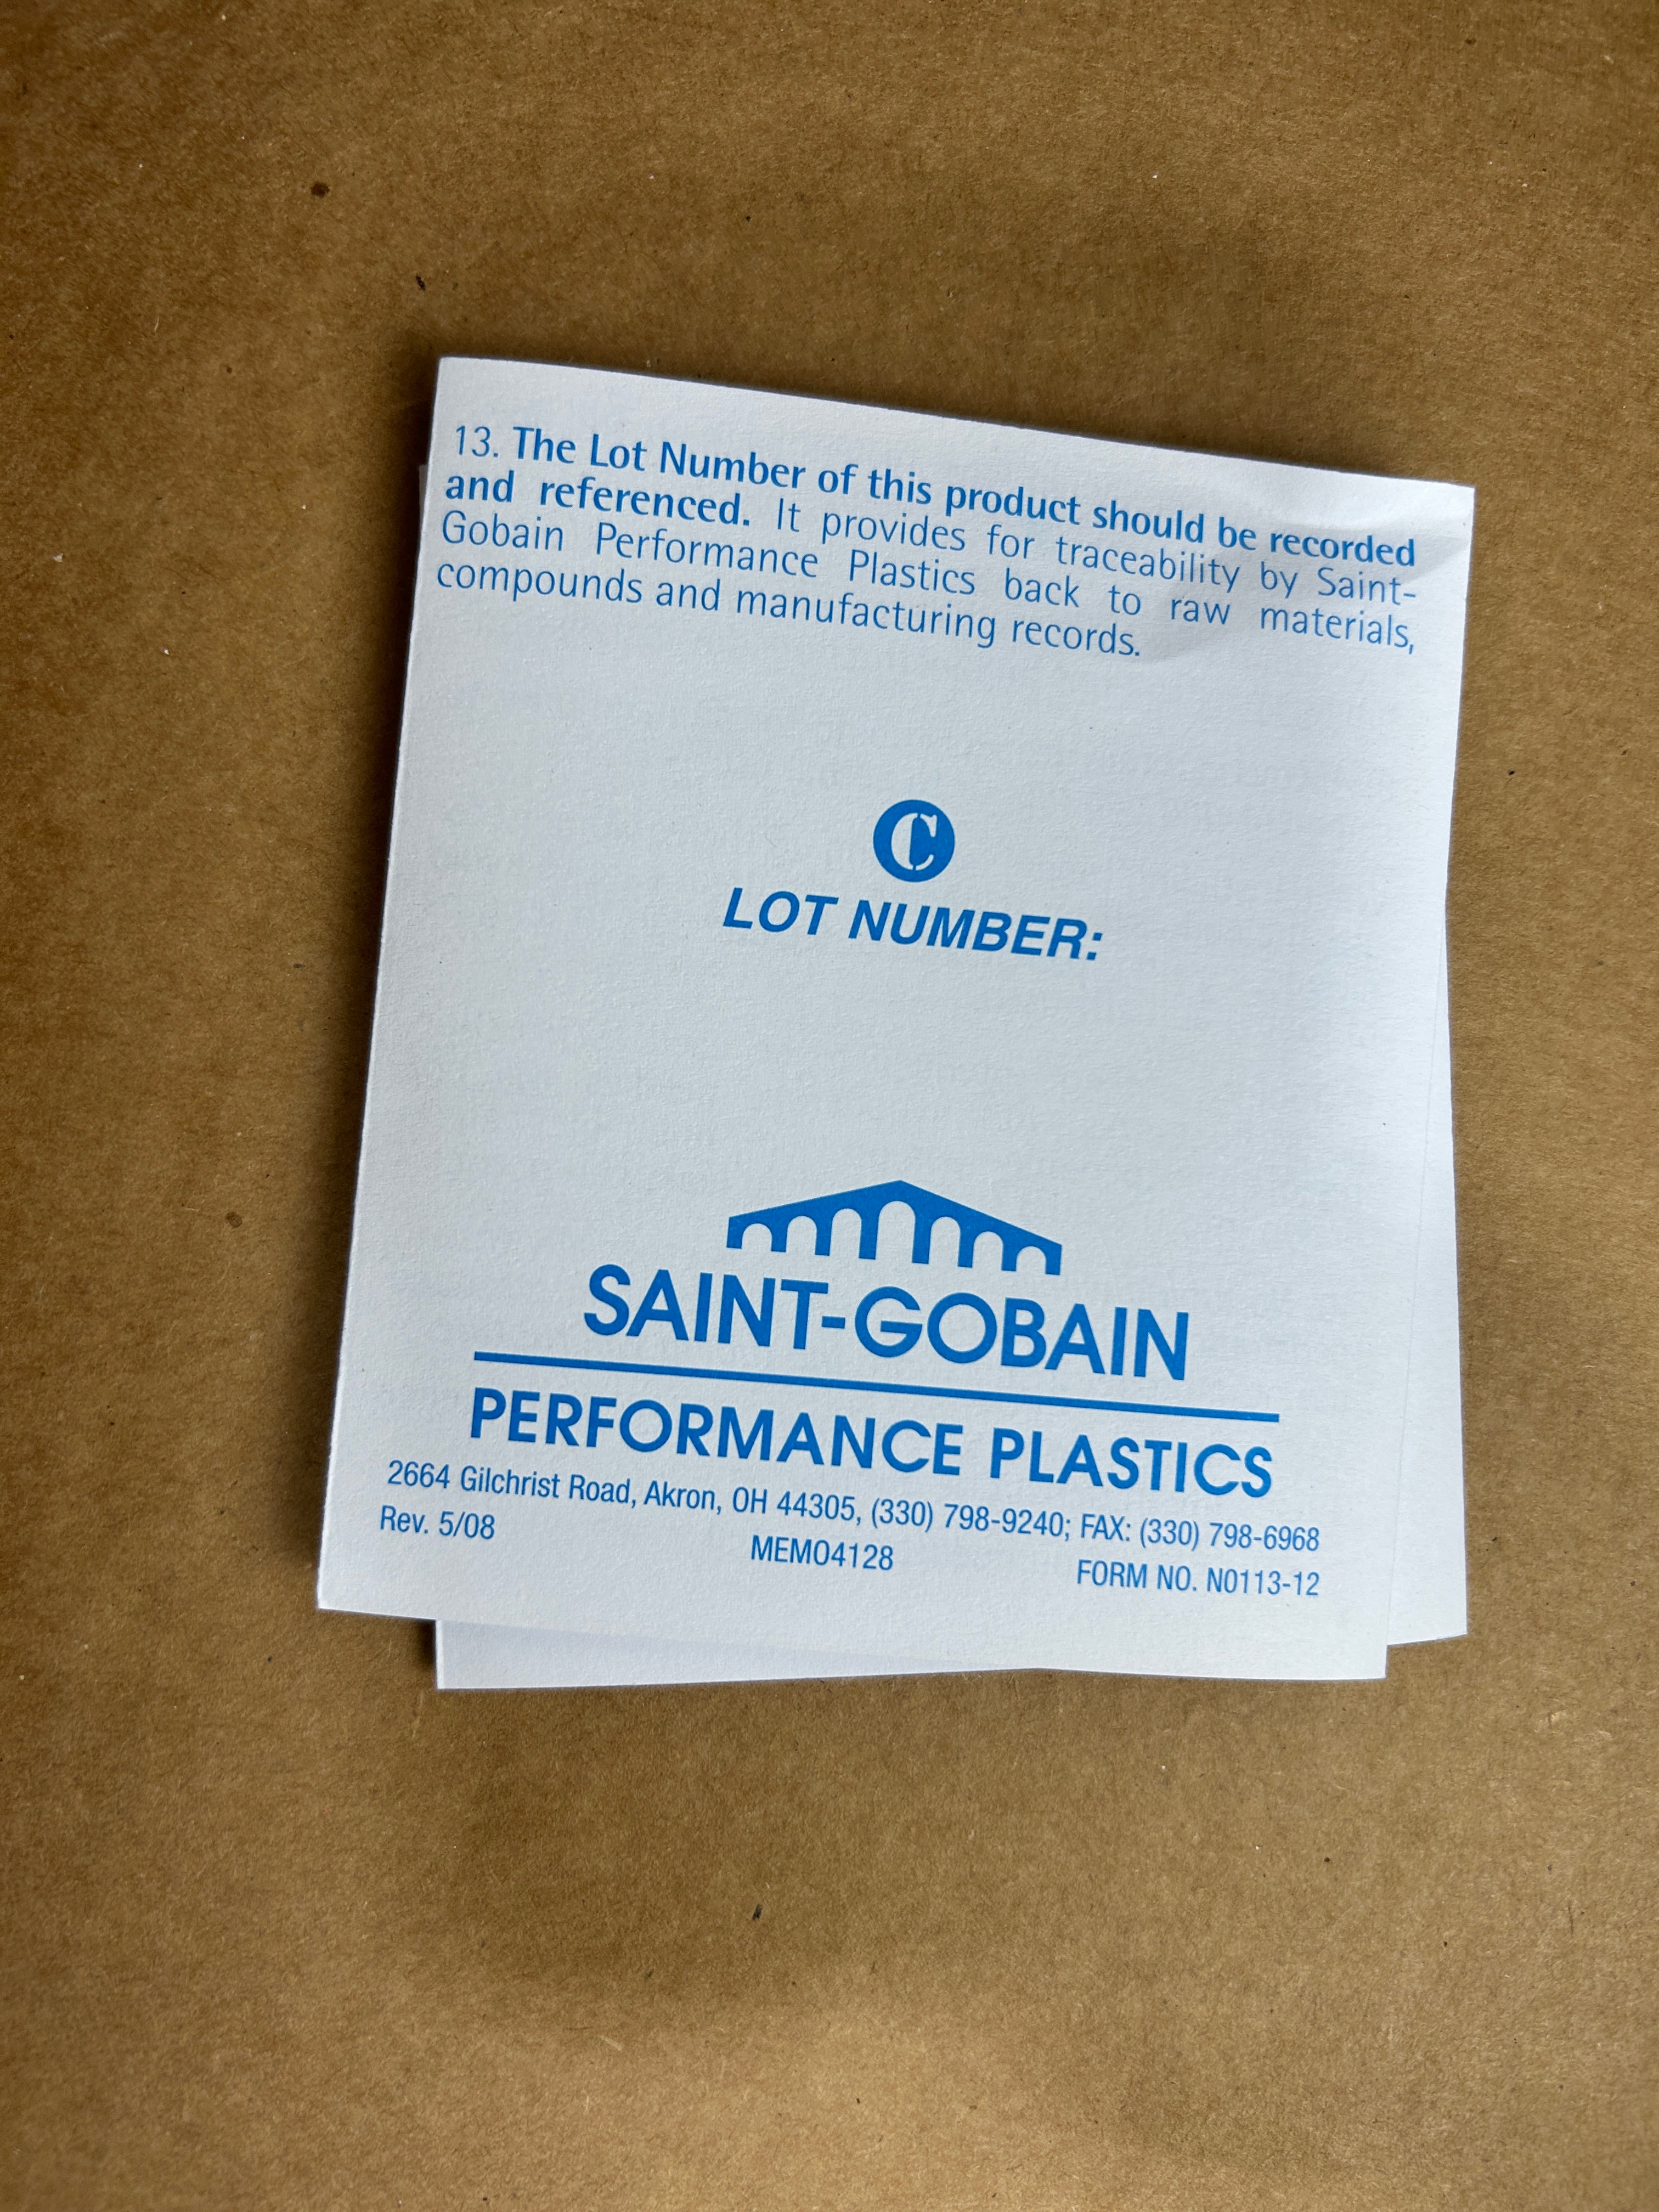 13. The Lot Number of this product should be recorded
and referenced. It provides for traceability by Saint-
Gobain Performance Plastics back to raw materials,
compounds and manufacturing records.
C
LOT NUMBER:
SAINT-GOBAIN
PERFORMANCE PLASTICS
2664 Gilchrist Road, Akron, OH 44305, (330) 798-9240; FAX: (330) 798-6968
Rev. 5/08 MEMO4128 FORM NO. N0113-12